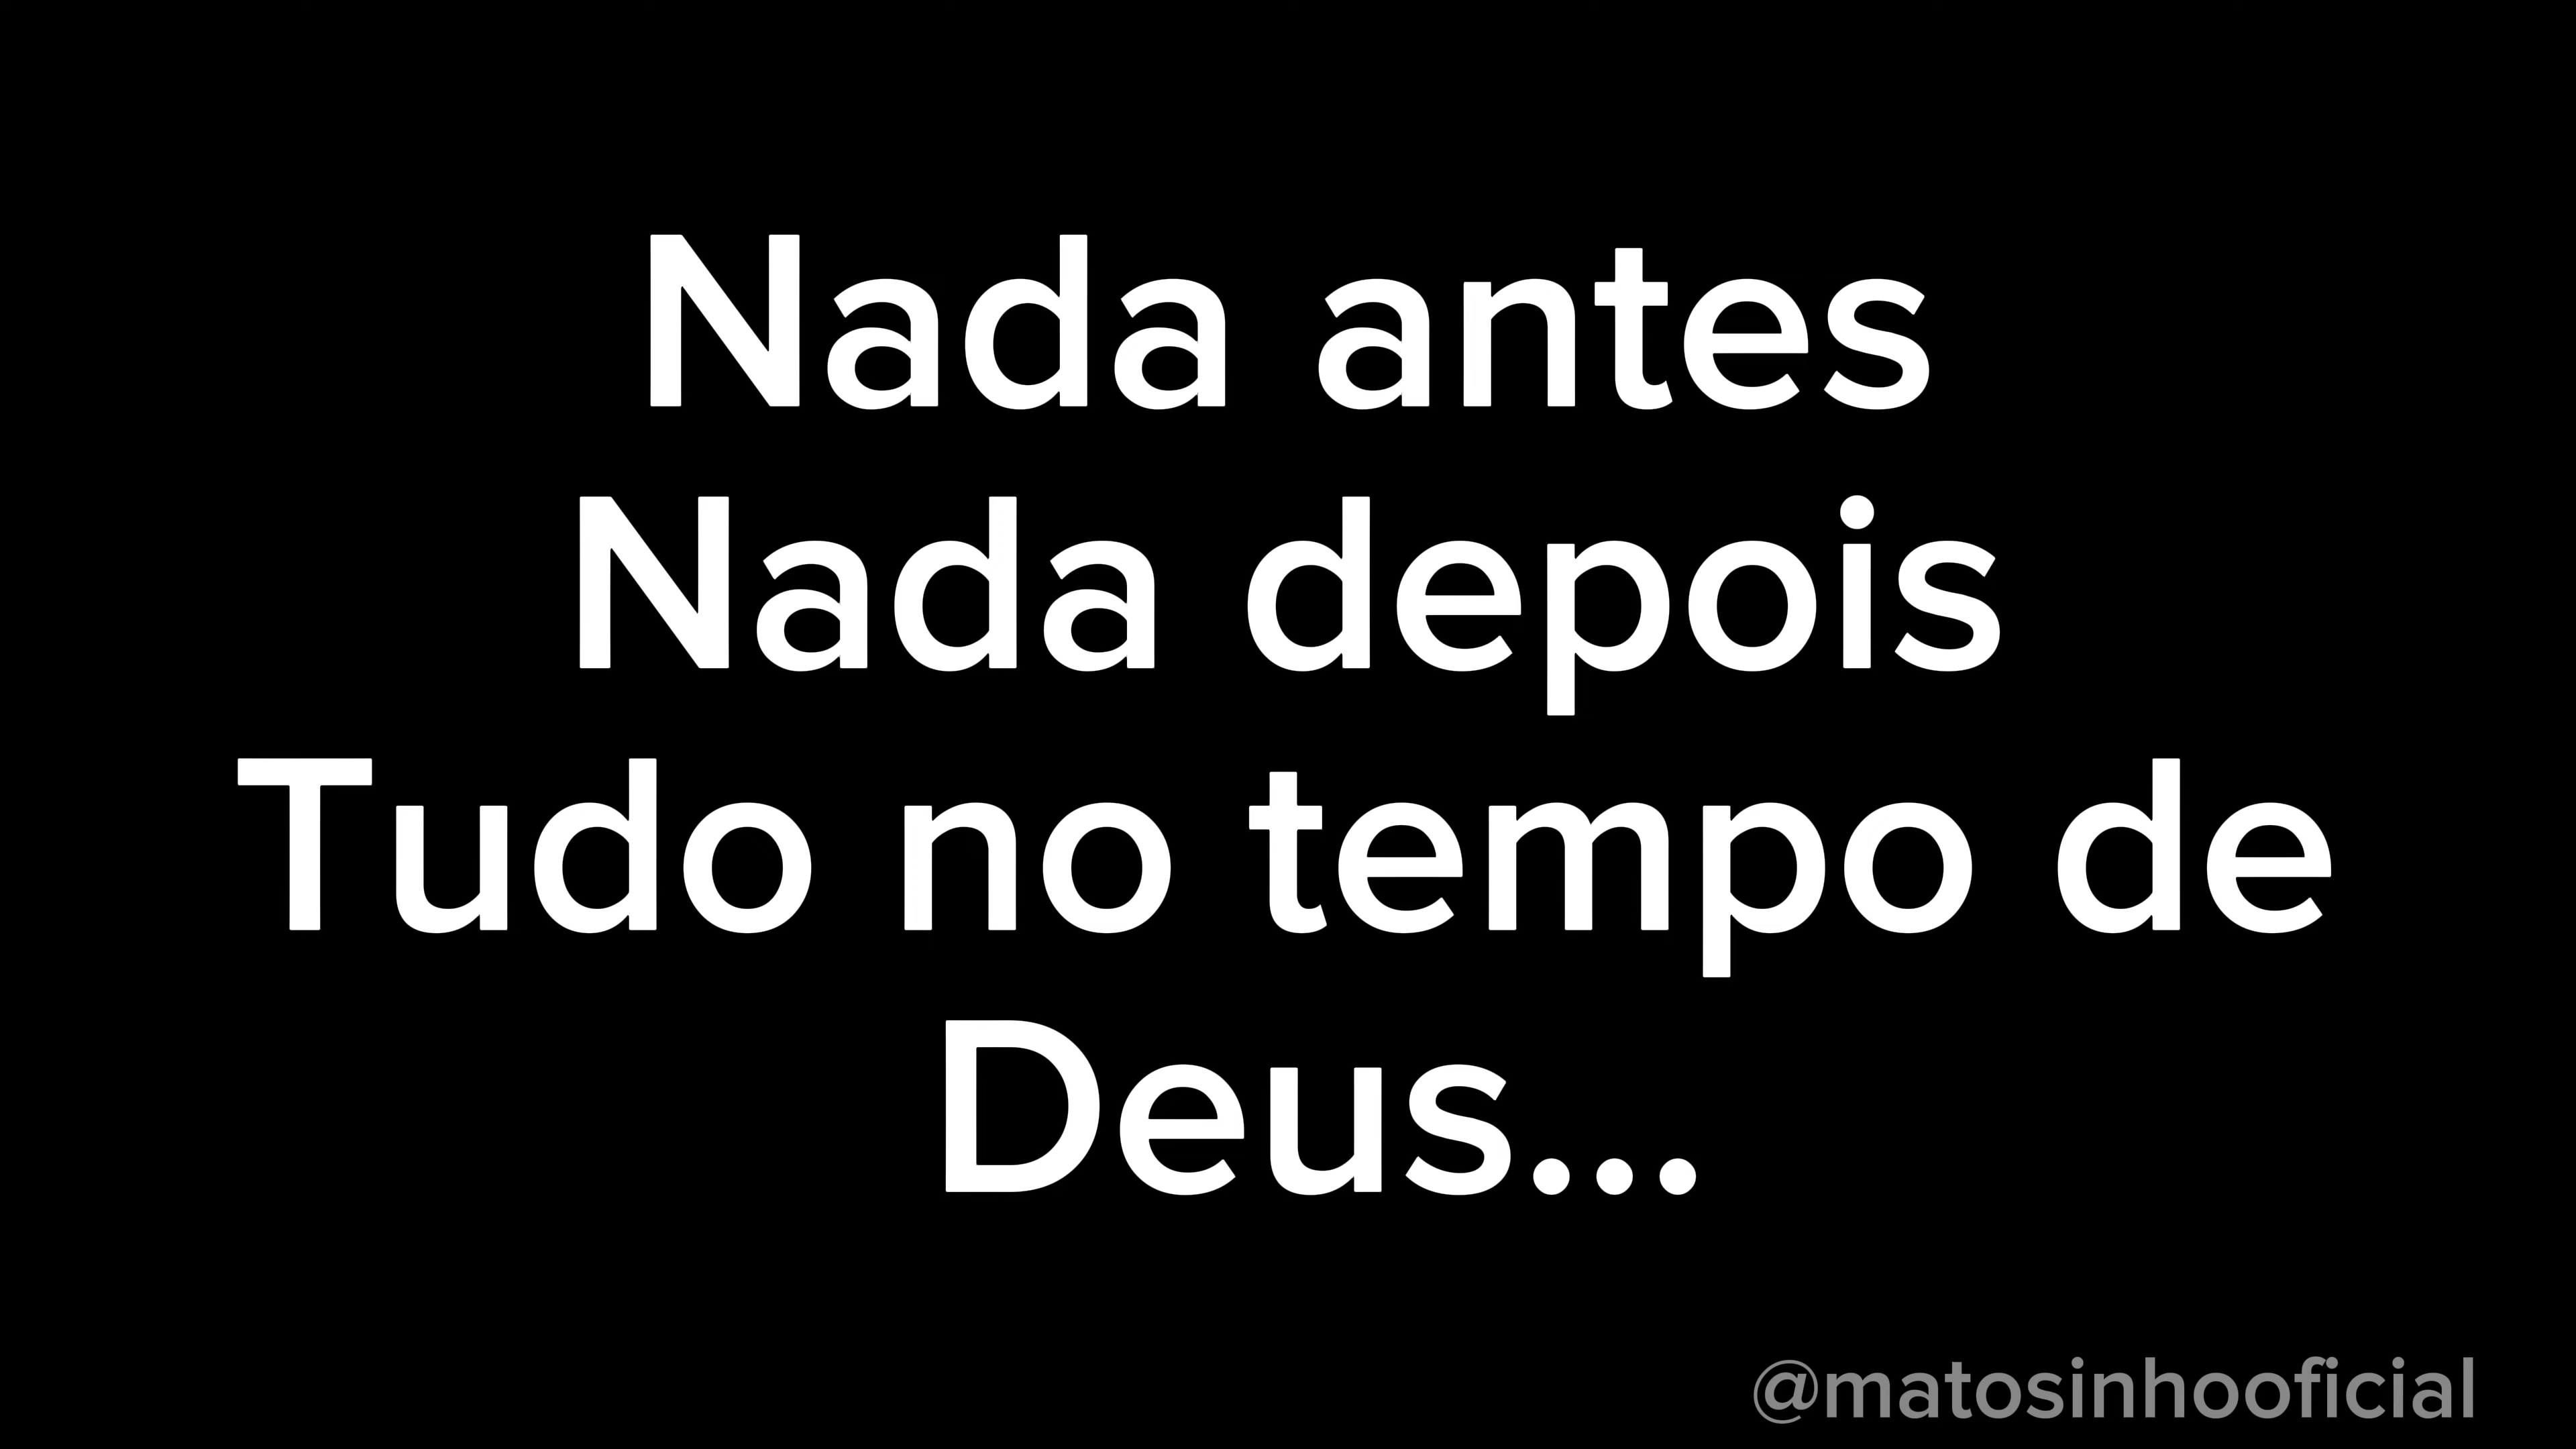 Nada antes
Nada depois
Tudo no tempo de
Deus...
@matosinhooficial